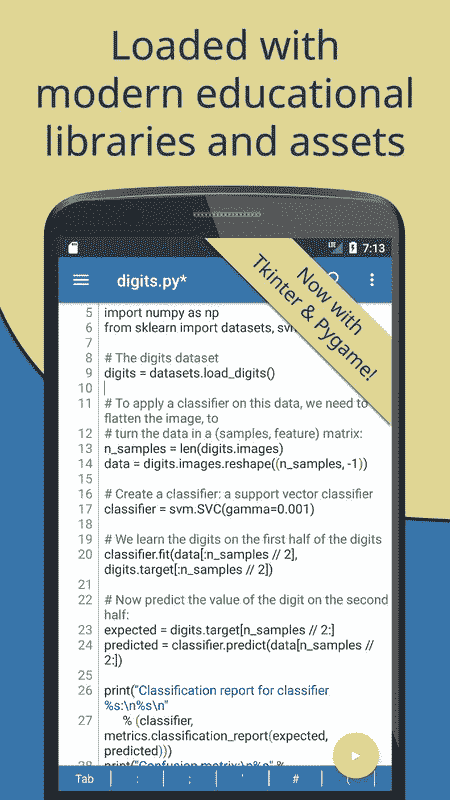 Loaded with
modern educational
libraries and assets
LTE 7:13
digits.py*
Now with
Tkinter & Pygame!
5 import numpy as np
6 from sklearn import datasets,
7
8 # The digits dataset
9 digits = datasets.load_digits()
10
11 # To apply a classifier on this data, we need to
flatten the image, to
12 # turn the data in a (samples, feature) matrix:
13 n_samples = len(digits.images)
14 data = digits.images.reshape((n_samples, -1))
15
16 # Create a classifier: a support vector classifier
17 classifier = svm.SVC(gamma=0.001)
18
19 # We learn the digits on the first half of the digits
20 classifier.fit(data[:n_samples // 2],
digits.target[:n_samples // 2])
21
22 # Now predict the value of the digit on the second
half:
23 expected = digits.target[n_samples // 2:]
24 predicted = classifier.predict(data[n_samples //
2:])
25
26 print("Classification report for classifier
%s:\n%s\n"
27 % (classifier,
metrics.classification_report(expected,
predicted)))
28 print("Confusion matrix:\n%s" %
Tab : ; ' # (